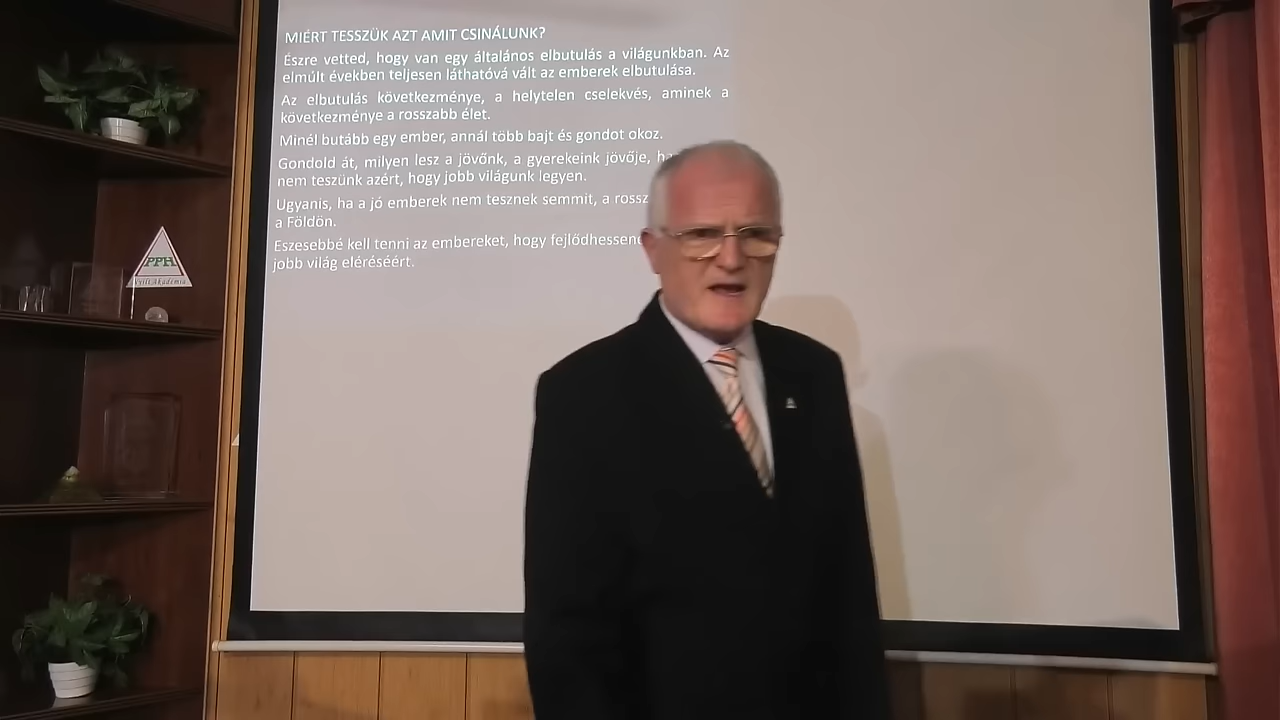 MIÉRT TESSZÜK AZT AMIT CSINÁLUNK?
Észre vetted, hogy van egy általános elbutulás a világunkban. Az
elmúlt években teljesen láthatóvá vált az emberek elbutulása.
Az elbutulás következménye, a helytelen cselekvés, aminek a
következménye a rosszabb élet.
Minél butább egy ember, annál több bajt és gondot okoz.
Gondold át, milyen lesz a jövőnk, a gyerekeink jövője,
nem teszünk azért, hogy jobb világunk legyen.
Ugyanis, ha a jó emberek nem tesznek semmit, a rossz
a Földön.
Eszesebbé kell tenni az embereket, hogy
jobb világ eléréséért.
PPH
Nyílt Akadémia